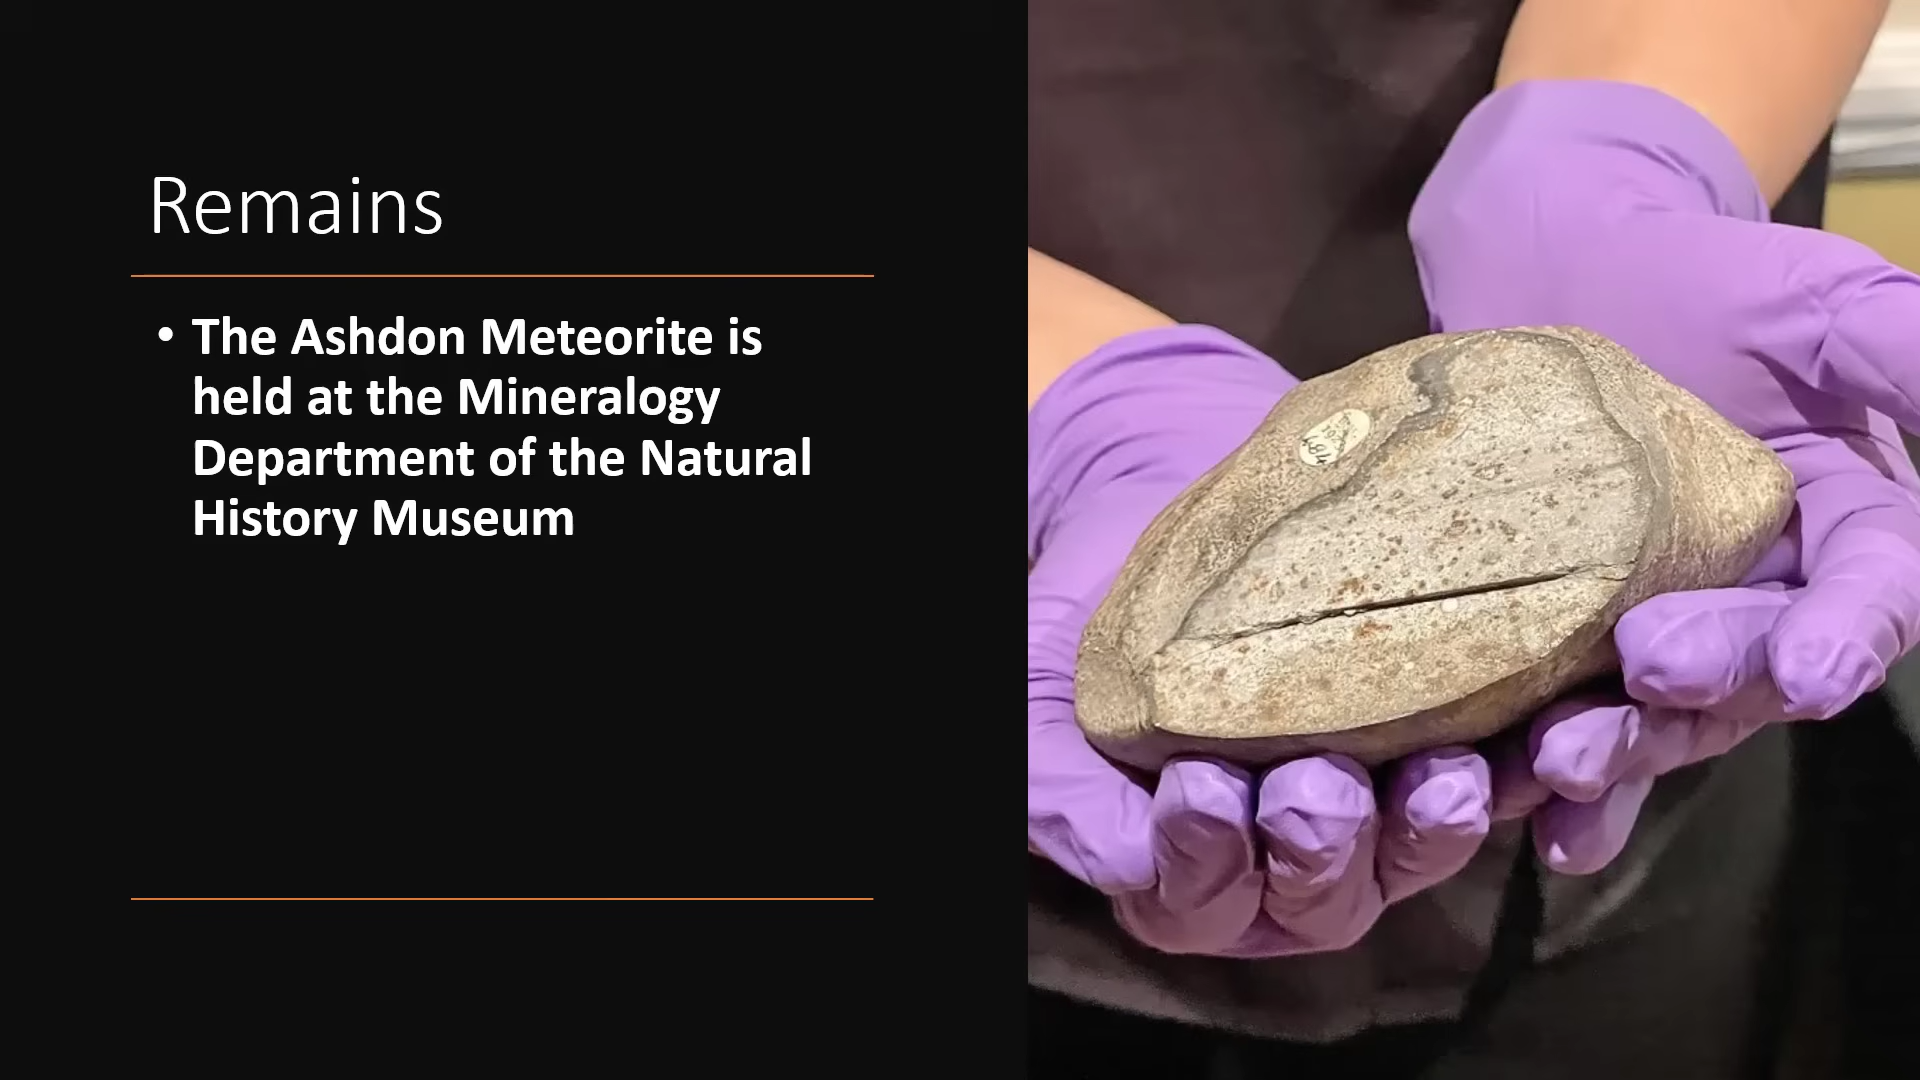 Remains
• The Ashdon Meteorite is
held at the Mineralogy
Department of the Natural
History Museum